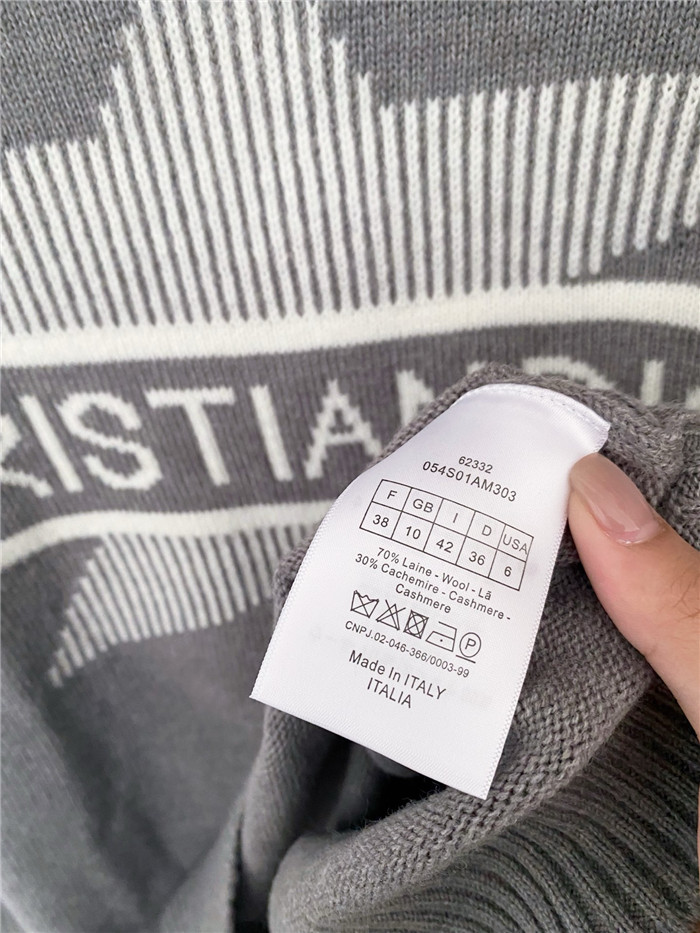 RISTIAND
62332
054S01AM303
F GB I D USA
38 10 42 36 6
70% Laine - Wool - Lã
30% Cachemire - Cashmere -
Cashmere
P
CNPJ.02-046-366/0003-99
Made In ITALY
ITALIA